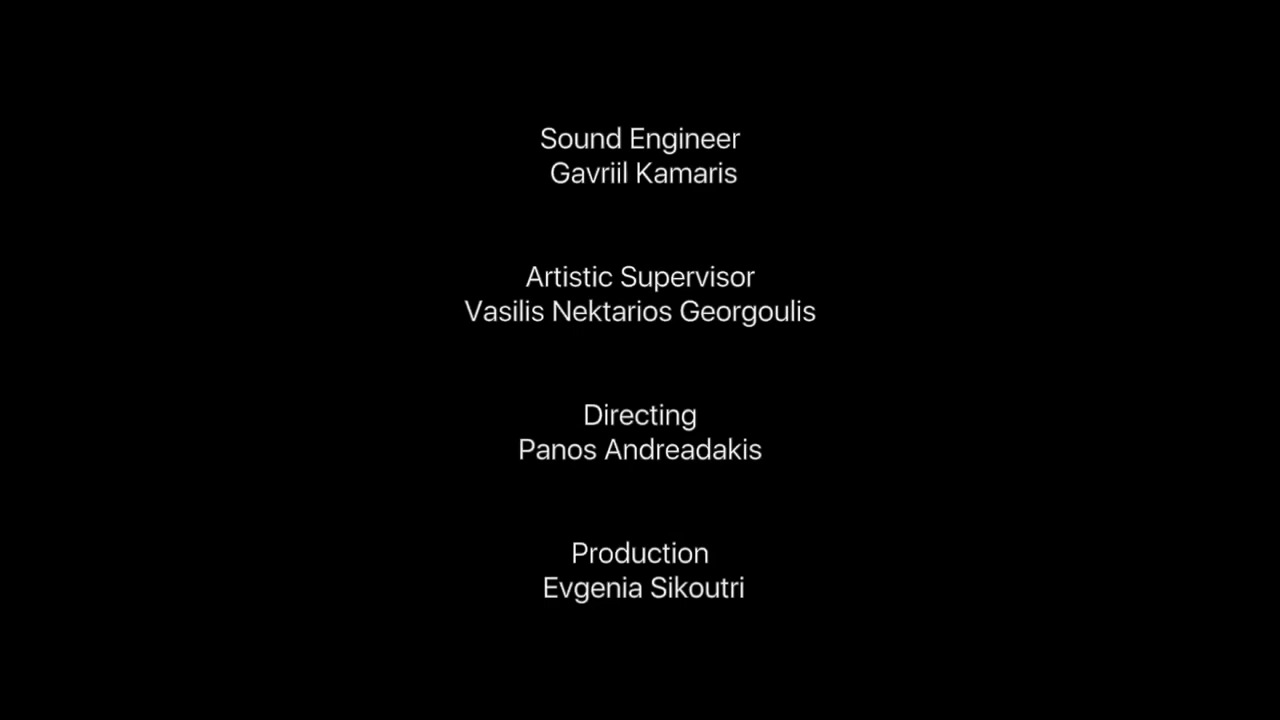 Sound Engineer
Gavriil Kamaris
Artistic Supervisor
Vasilis Nektarios Georgoulis
Directing
Panos Andreadakis
Production
Evgenia Sikoutri